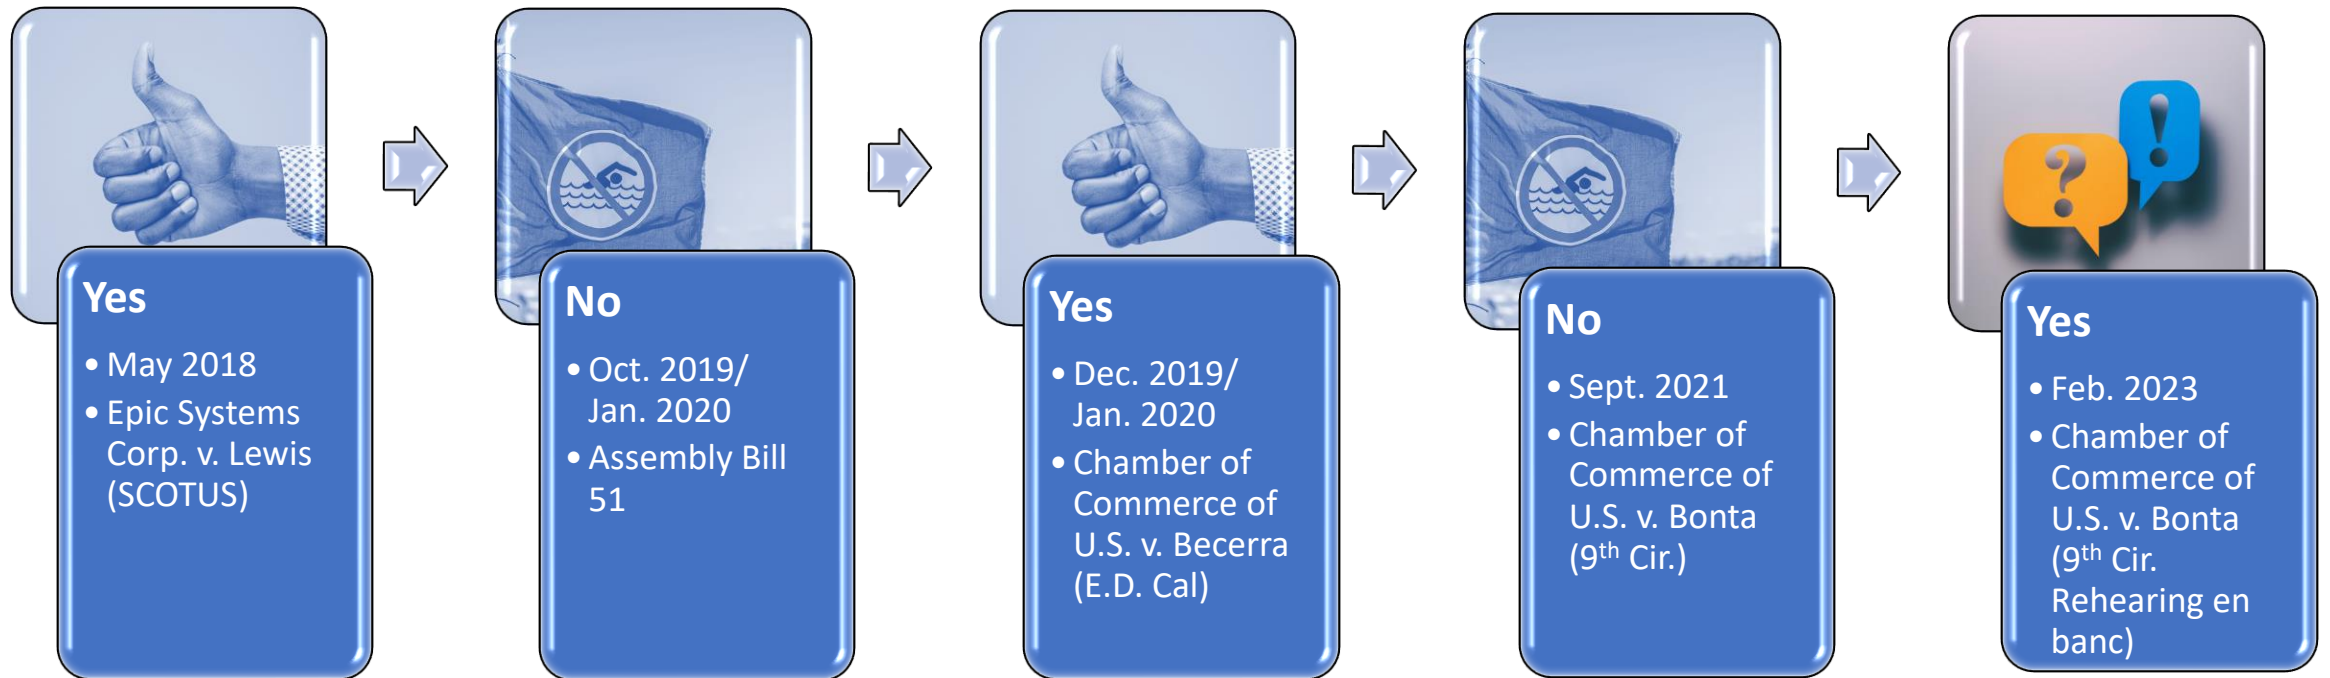 Yes
• May 2018
• Epic Systems
Corp. v. Lewis
(SCOTUS)
No
• Oct. 2019/
Jan. 2020
• Assembly Bill
51
Yes
• Dec. 2019/
Jan. 2020
• Chamber of
Commerce of
U.S. v. Becerra
(E.D. Cal)
No
• Sept. 2021
• Chamber of
Commerce of
U.S. v. Bonta
(9th Cir.)
?
!
Yes
• Feb. 2023
• Chamber of
Commerce of
U.S. v. Bonta
(9th Cir.
Rehearing en
banc)